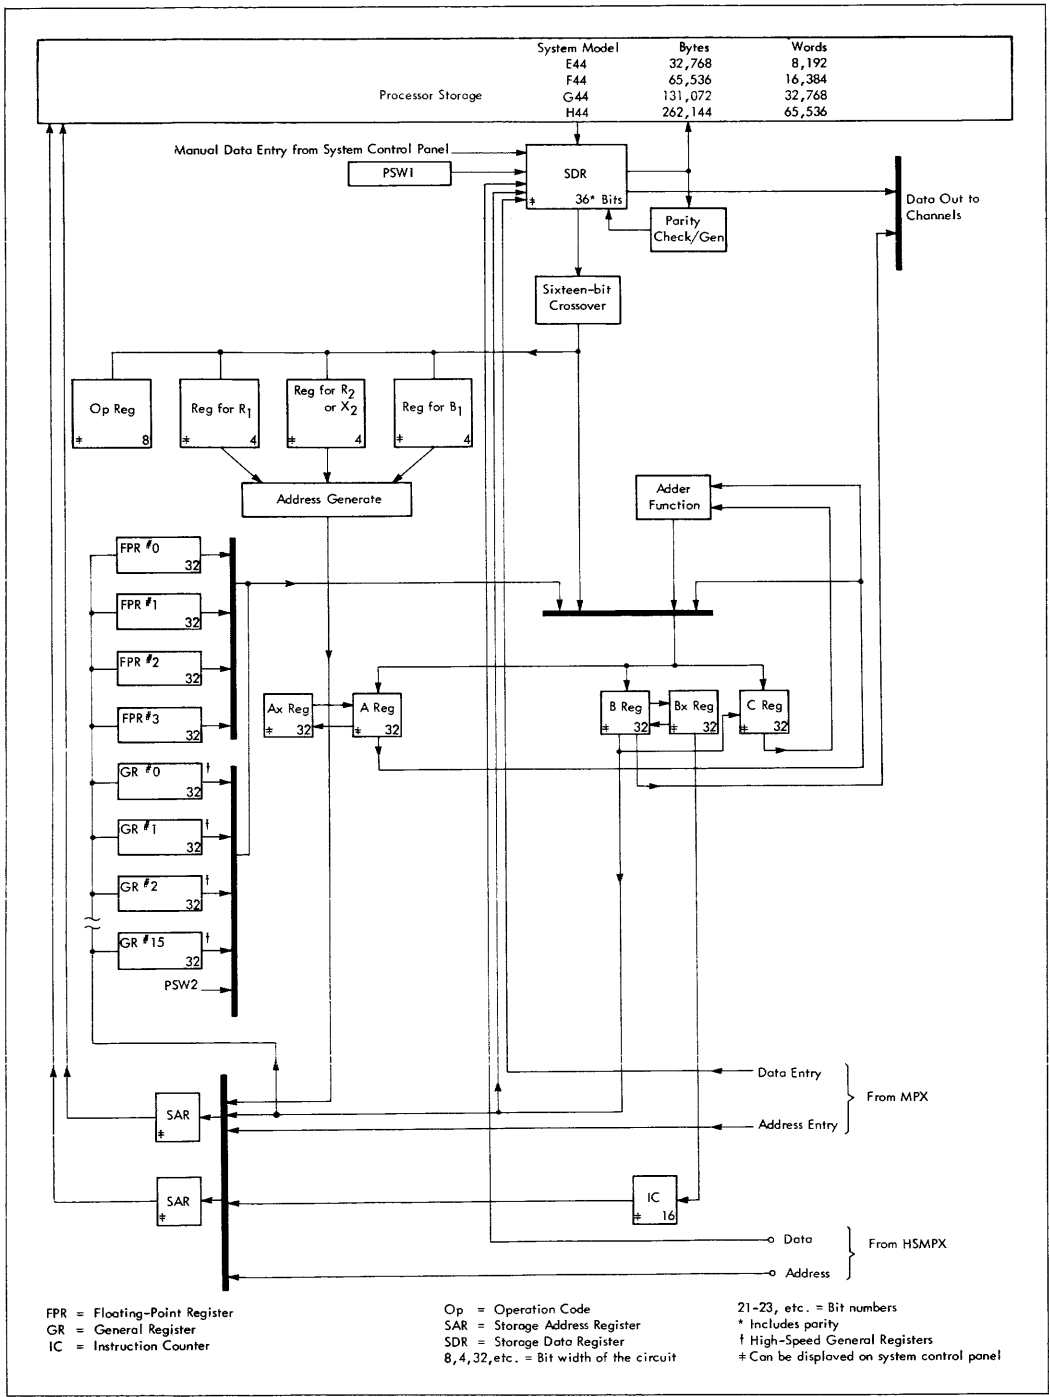 System Model Bytes Words
E44 32,768 8,192
F44 65,536 16,384
Processor Storage G44 131,072 32,768
H44 262,144 65,536
Manual Data Entry from System Control Panel
PSW1
SDR
⧧ 36* Bits
Data Out to
Channels
Parity
Check/Gen
Sixteen-bit
Crossover
Op Reg
⧧ 8
Reg for R1
⧧ 4
Reg for R2
or X2
⧧ 4
Reg for B1
⧧ 4
Address Generate
Adder
Function
FPR #0
32
FPR #1
32
FPR #2
32
FPR #3
32
Ax Reg
⧧ 32
A Reg
⧧ 32
B Reg
⧧ 32
Bx Reg
32
C Reg
⧧ 32
GR #0 †
32
GR #1 †
32
GR #2 †
32
GR #15 †
32
PSW2
Data Entry
From MPX
Address Entry
SAR
⧧
SAR
⧧
IC
⧧ 16
Data
From HSMPX
Address
FPR = Floating-Point Register
GR = General Register
IC = Instruction Counter
Op = Operation Code
SAR = Storage Address Register
SDR = Storage Data Register
8,4,32,etc. = Bit width of the circuit
21-23, etc. = Bit numbers
* Includes parity
† High-Speed General Registers
⧧ Can be displaved on system control panel